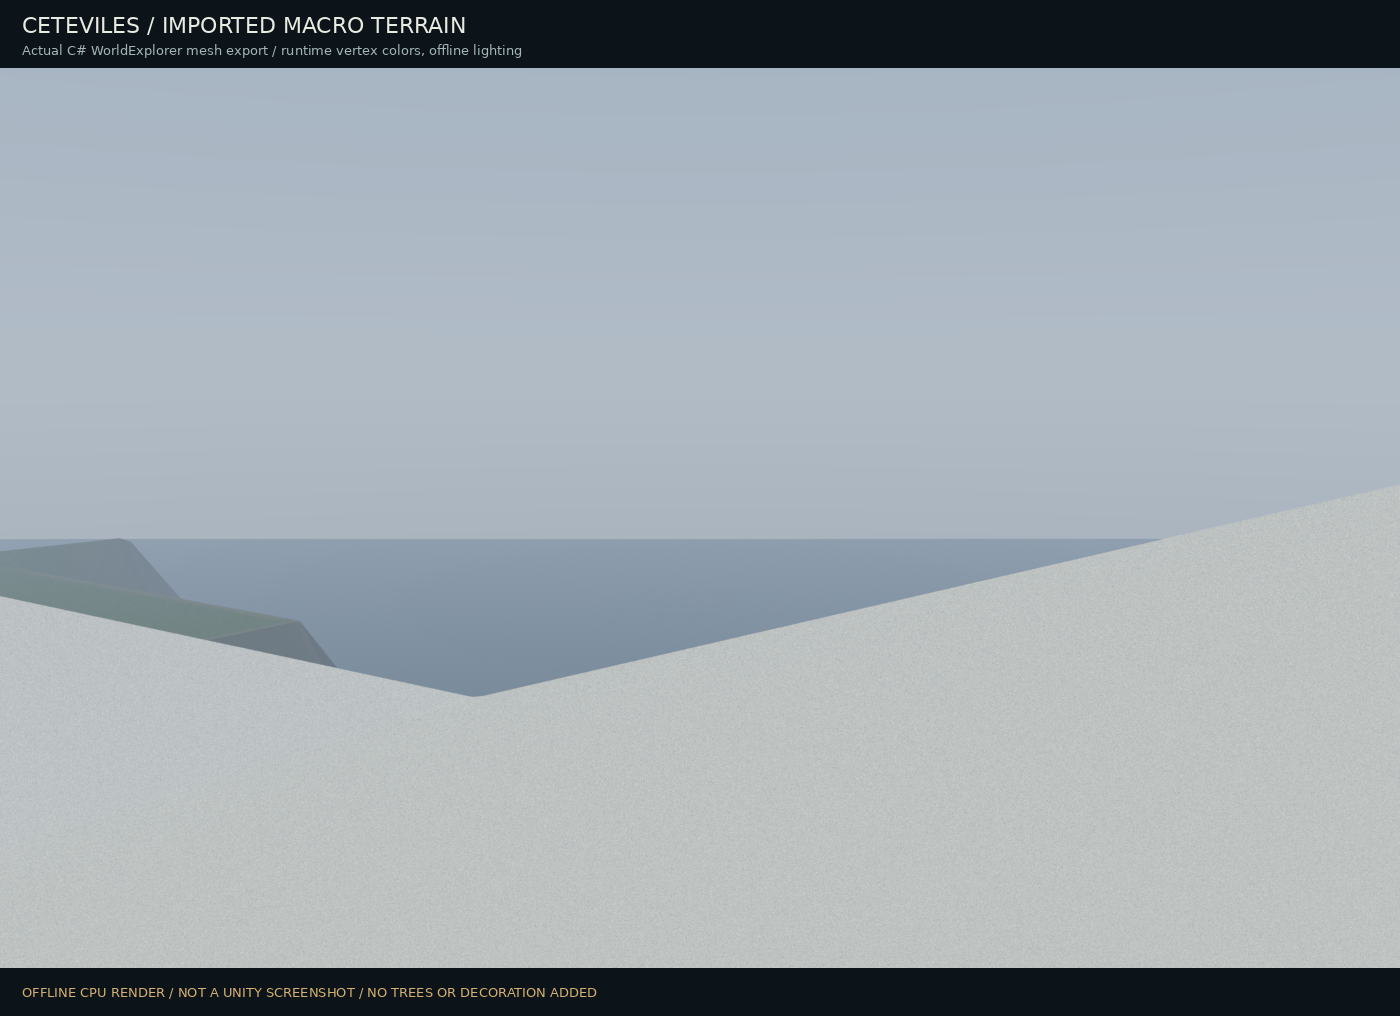 CETEVILES / IMPORTED MACRO TERRAIN
Actual C# WorldExplorer mesh export / runtime vertex colors, offline lighting
OFFLINE CPU RENDER / NOT A UNITY SCREENSHOT / NO TREES OR DECORATION ADDED